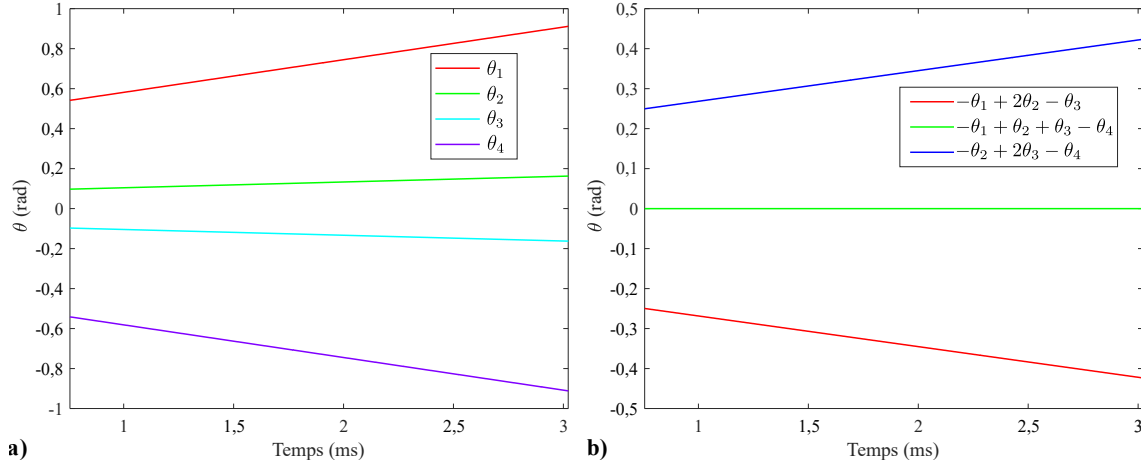 1
0,8
0,6
0,4
0,2
0
-0,2
-0,4
-0,6
-0,8
-1
θ (rad)
θ₁
θ₂
θ₃
θ₄
1
1,5
2
2,5
3
Temps (ms)
a)
0,5
0,4
0,3
0,2
0,1
0
-0,1
-0,2
-0,3
-0,4
-0,5
θ (rad)
−θ₁ + 2θ₂ − θ₃
−θ₁ + θ₂ + θ₃ − θ₄
−θ₂ + 2θ₃ − θ₄
1
1,5
2
2,5
3
Temps (ms)
b)